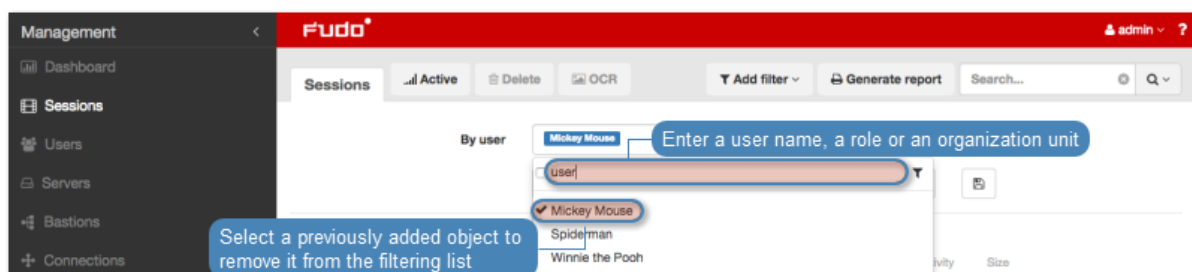 Management
Fudo
admin ?
Dashboard
Sessions
Active
Delete
OCR
Add filter
Generate report
Search...
Sessions
Users
By user
Mickey Mouse
Enter a user name, a role or an organization unit
user
Servers
Bastions
Mickey Mouse
Select a previously added object to
remove it from the filtering list
Spiderman
Winnie the Pooh
Connections
Size